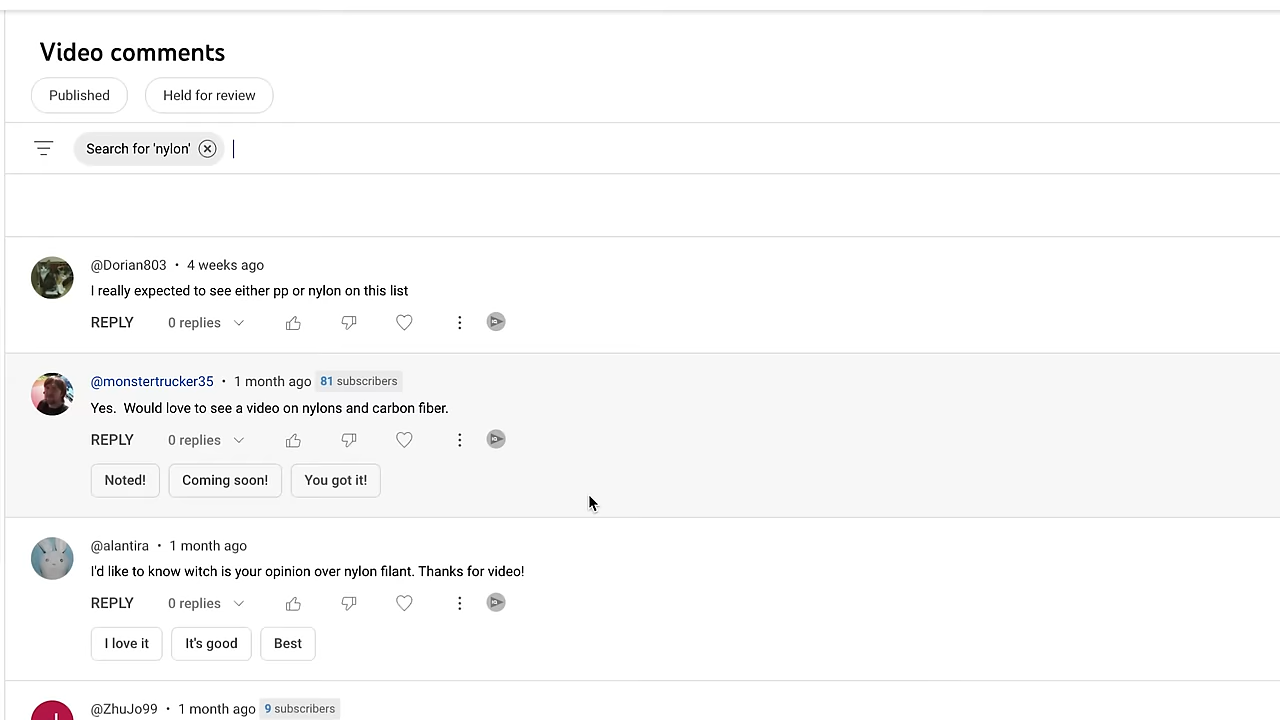 Video comments
Published Held for review
Search for 'nylon'
@Dorian803 • 4 weeks ago
I really expected to see either pp or nylon on this list
REPLY 0 replies
@monstertrucker35 • 1 month ago 81 subscribers
Yes. Would love to see a video on nylons and carbon fiber.
REPLY 0 replies
Noted! Coming soon! You got it!
@alantira • 1 month ago
I'd like to know witch is your opinion over nylon filant. Thanks for video!
REPLY 0 replies
I love it It's good Best
@ZhuJo99 • 1 month ago 9 subscribers